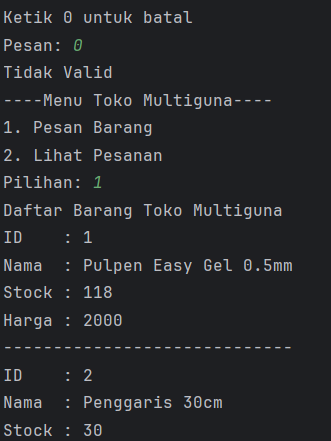 Ketik 0 untuk batal
Pesan: 0
Tidak Valid
----Menu Toko Multiguna----
1. Pesan Barang
2. Lihat Pesanan
Pilihan: 1
Daftar Barang Toko Multiguna
ID    : 1
Nama  : Pulpen Easy Gel 0.5mm
Stock : 118
Harga : 2000
-----------------------------
ID    : 2
Nama  : Penggaris 30cm
Stock : 30